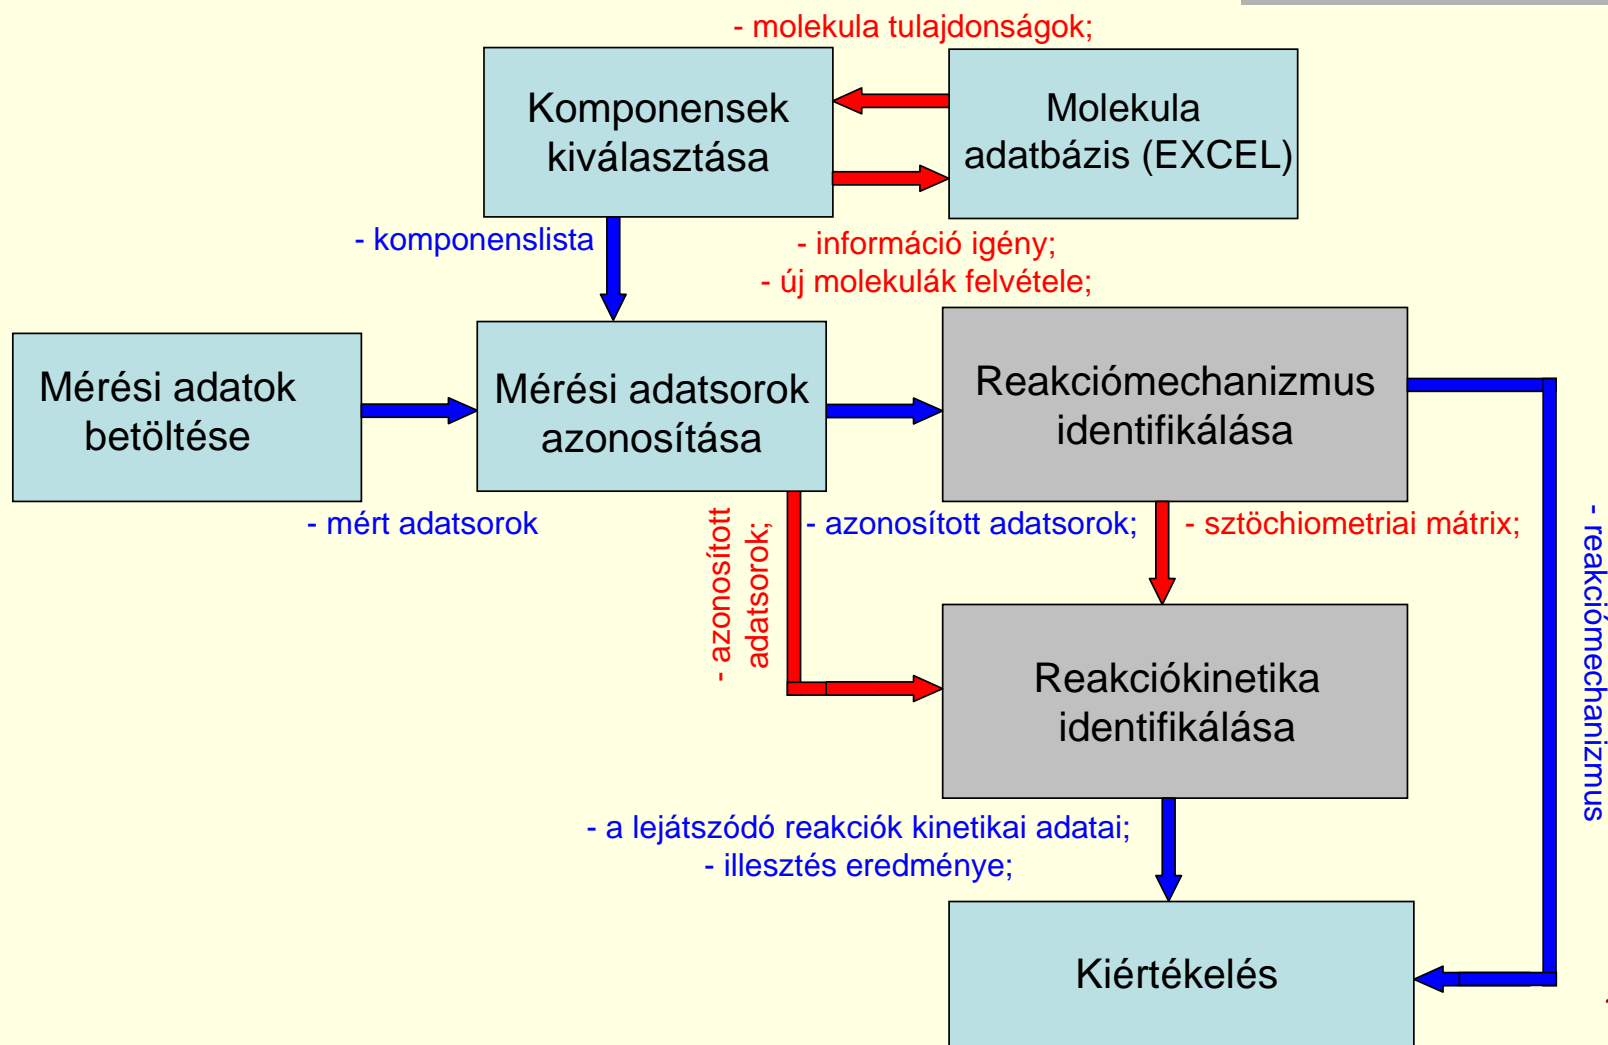 - molekula tulajdonságok;
Komponensek
kiválasztása
Molekula
adatbázis (EXCEL)
- komponenslista
- információ igény;
- új molekulák felvétele;
Mérési adatok
betöltése
Mérési adatsorok
azonosítása
Reakciómechanizmus
identifikálása
- mért adatsorok
- azonosított
adatsorok;
- azonosított adatsorok;
- sztöchiometriai mátrix;
- reakciómechanizmus
Reakciókinetika
identifikálása
- a lejátszódó reakciók kinetikai adatai;
- illesztés eredménye;
Kiértékelés